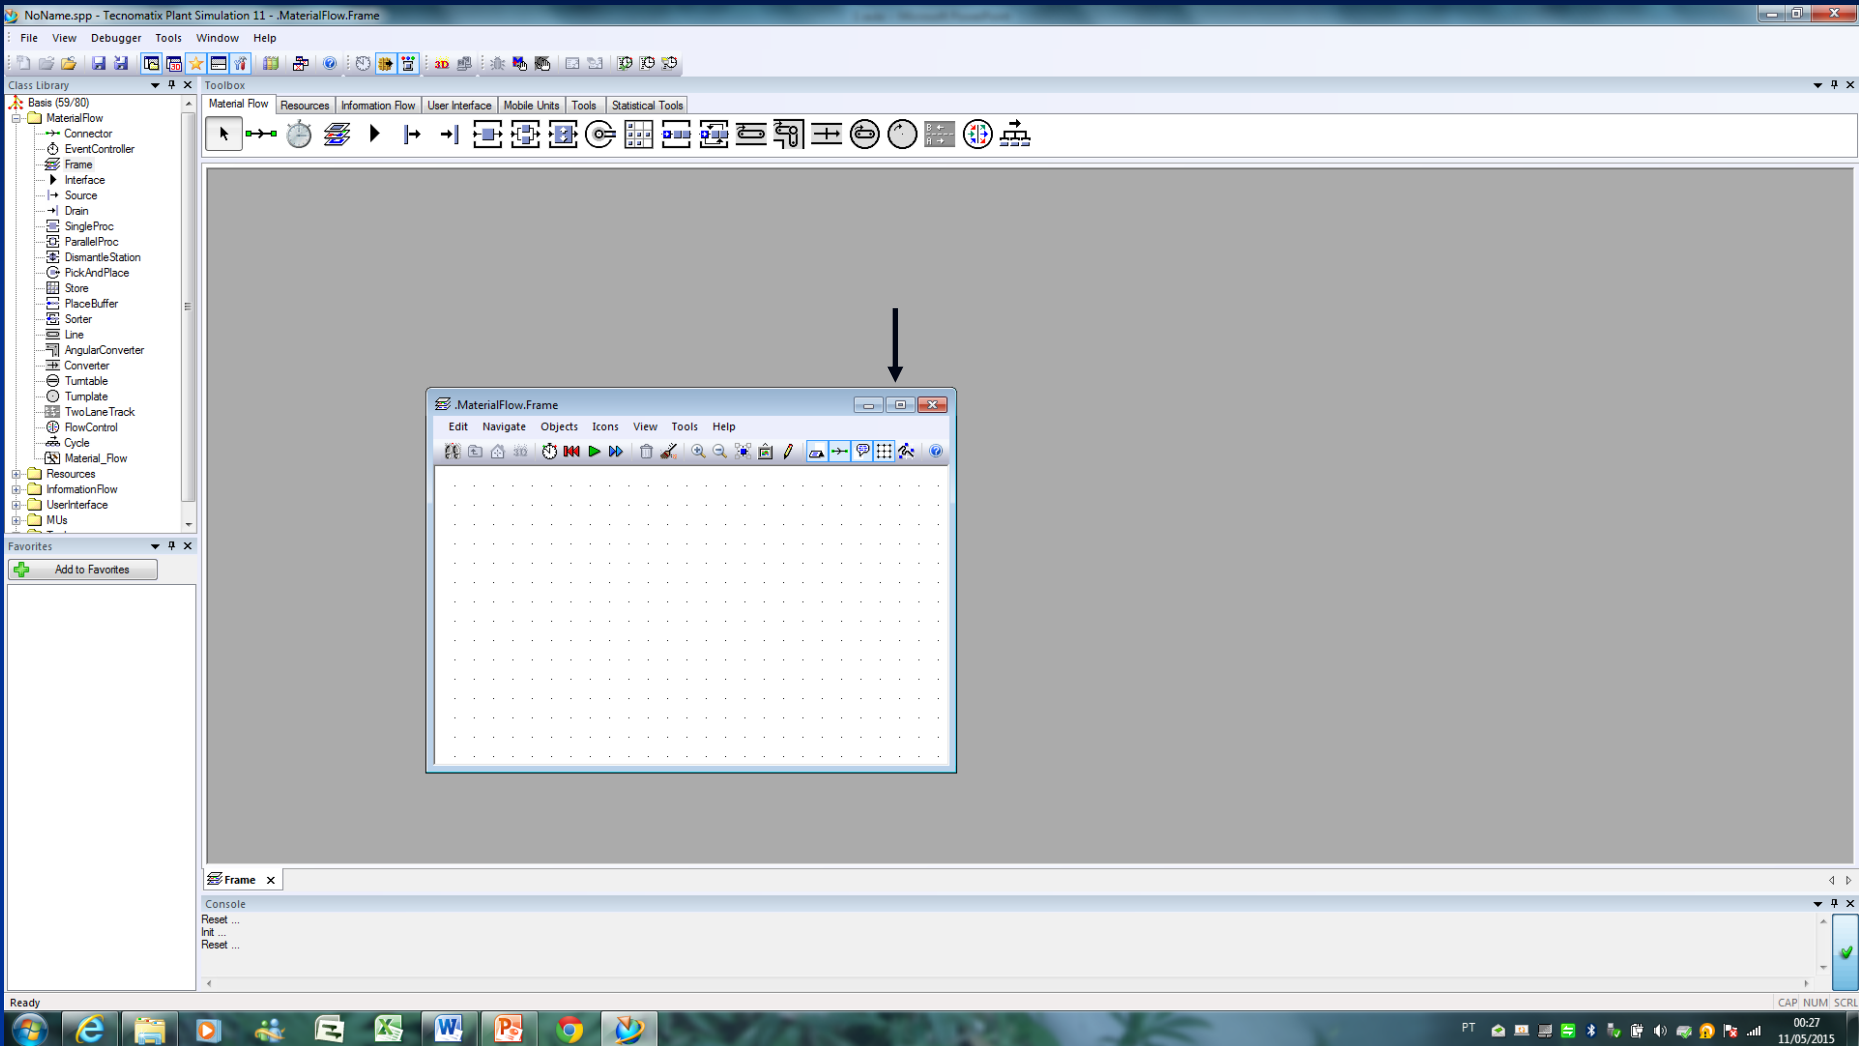 NoName.spp - Tecnomatix Plant Simulation 11 - .MaterialFlow.Frame
File View Debugger Tools Window Help
3D
Class Library
Toolbox
Basis (59/80)
MaterialFlow
Connector
EventController
Frame
Interface
Source
Drain
SingleProc
ParallelProc
DismantleStation
PickAndPlace
Store
PlaceBuffer
Sorter
Line
AngularConverter
Converter
Turntable
Turnplate
TwoLaneTrack
FlowControl
Cycle
Material_Flow
Resources
InformationFlow
UserInterface
MUs
Material Flow Resources Information Flow User Interface Mobile Units Tools Statistical Tools
.MaterialFlow.Frame
Edit Navigate Objects Icons View Tools Help
Favorites
Add to Favorites
Frame
Console
Reset ...
Init ...
Reset ...
Ready
CAP NUM SCRL
PT
00:27
11/05/2015